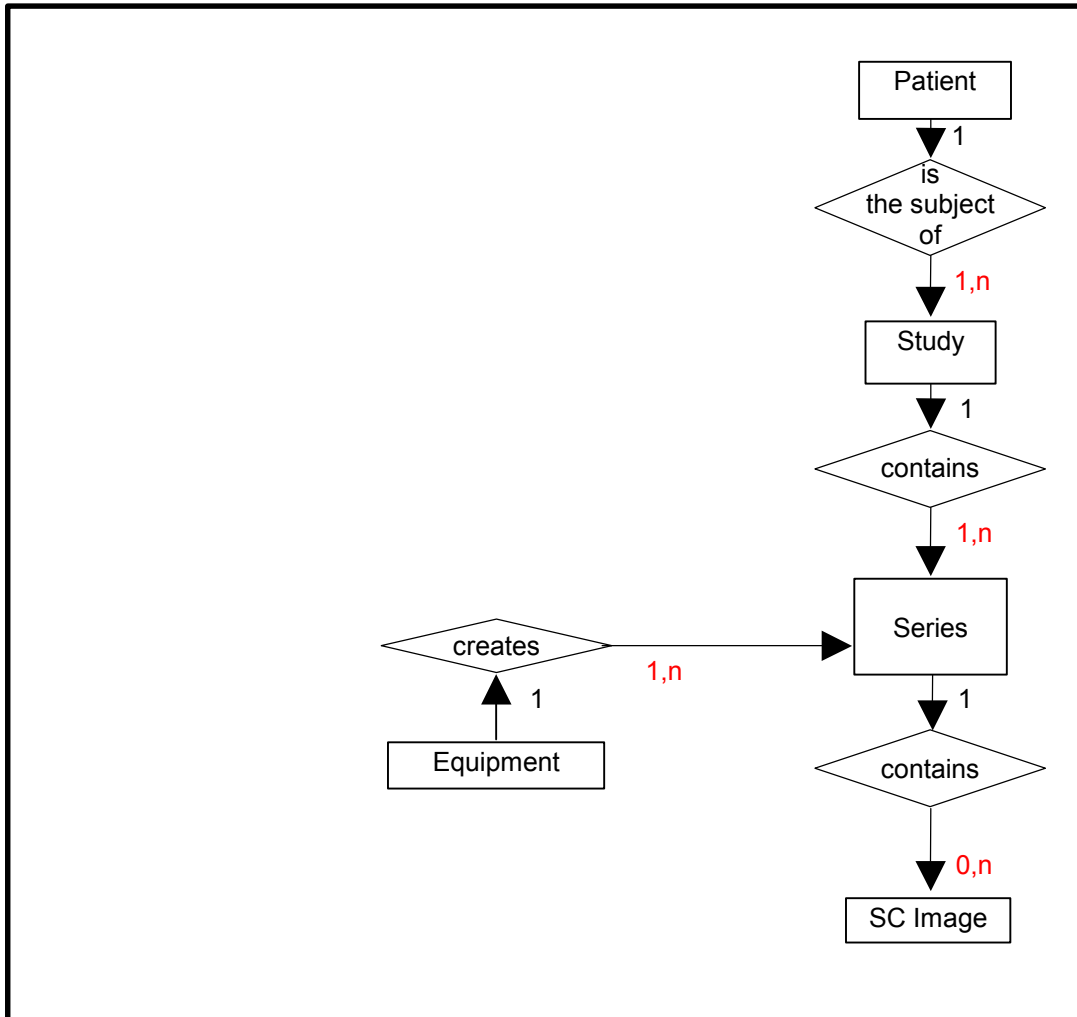 Patient
1
is
the subject
of
1,n
Study
1
contains
1,n
Series
creates
1,n
1
1
Equipment
contains
0,n
SC Image